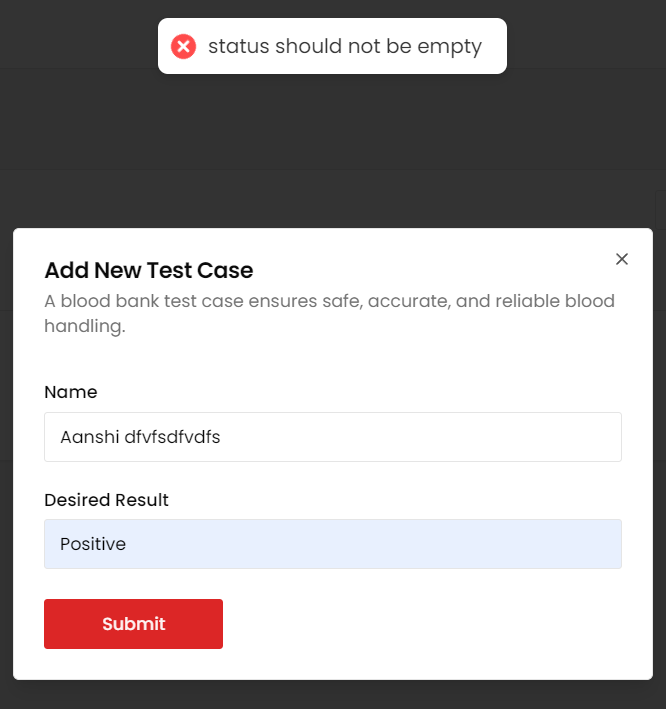 status should not be empty
Add New Test Case
A blood bank test case ensures safe, accurate, and reliable blood
handling.
Name
Aanshi dfvfsdfvdfs
Desired Result
Positive
Submit